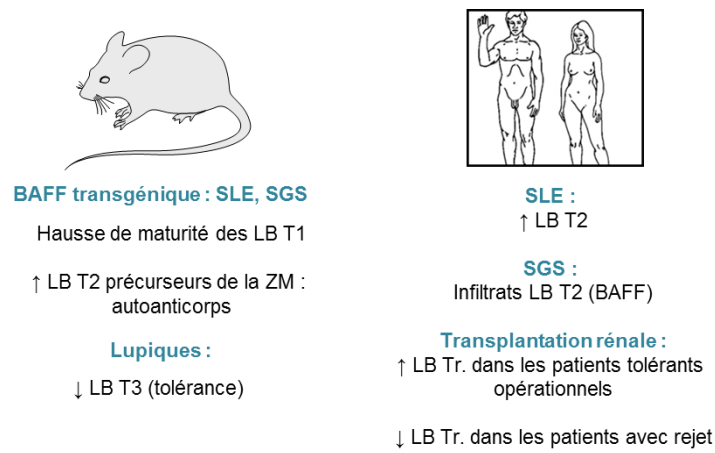 BAFF transgénique : SLE, SGS
Hausse de maturité des LB T1
↑ LB T2 précurseurs de la ZM :
autoanticorps
Lupiques :
↓ LB T3 (tolérance)
SLE :
↑ LB T2
SGS :
Infiltrats LB T2 (BAFF)
Transplantation rénale :
↑ LB Tr. dans les patients tolérants
opérationnels
↓ LB Tr. dans les patients avec rejet